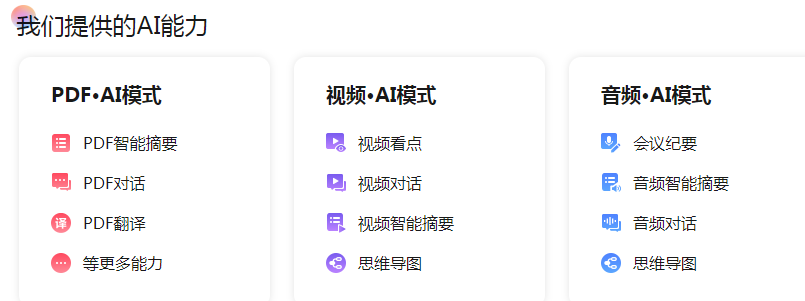 我们提供的AI能力
PDF•AI模式
PDF智能摘要
PDF对话
译 PDF翻译
等更多能力
视频•AI模式
视频看点
视频对话
视频智能摘要
思维导图
音频•AI模式
会议纪要
音频智能摘要
音频对话
思维导图